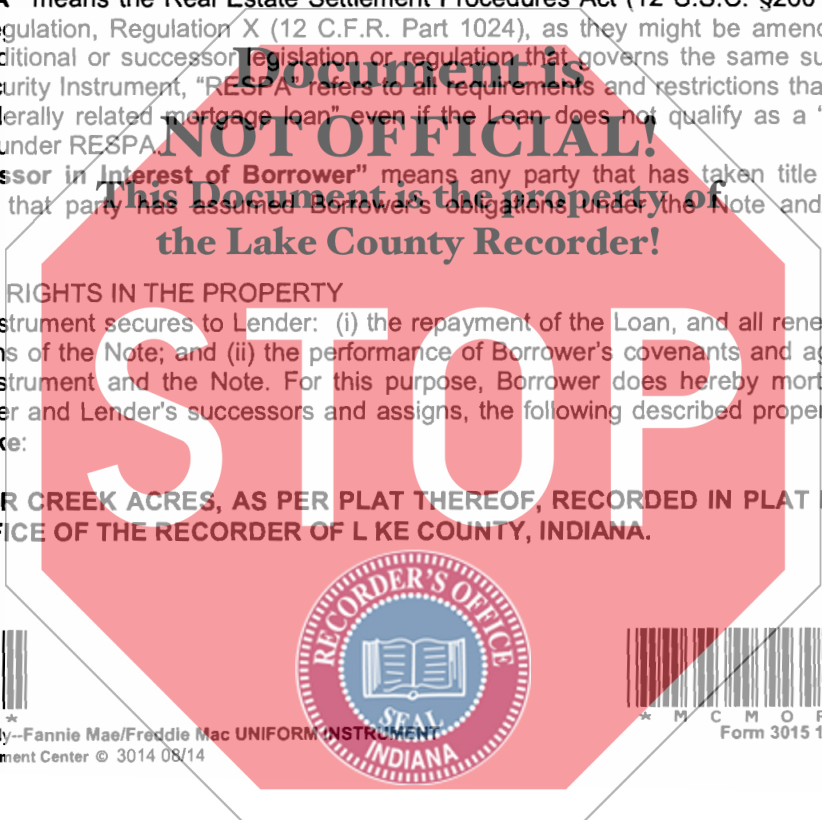 A" means the Real Estate Settlement Procedures Act (12 U.S.C. §260
egulation, Regulation X (12 C.F.R. Part 1024), as they might be amend
ditional or successor legislation or regulation that governs the same su
Document is
urity Instrument, "RESPA" refers to all requirements and restrictions tha
erally related mortgage loan" even if the Loan does not qualify as a "
NOT OFFICIAL!
under RESPA.
ssor in Interest of Borrower" means any party that has taken title
This Document is the property of
that party has assumed Borrower's obligations under the Note and
the Lake County Recorder!
RIGHTS IN THE PROPERTY
strument secures to Lender: (i) the repayment of the Loan, and all rene
ns of the Note; and (ii) the performance of Borrower's covenants and ag
strument and the Note. For this purpose, Borrower does hereby mort
er and Lender's successors and assigns, the following described proper
ke:
STOP
R CREEK ACRES, AS PER PLAT THEREOF, RECORDED IN PLAT
FICE OF THE RECORDER OF L KE COUNTY, INDIANA.
RECORDER'S OFFICE
SEAL
INDIANA
*
* M C M O
y--Fannie Mae/Freddie Mac UNIFORM INSTRUMENT
Form 3015 1
ment Center © 3014 08/14